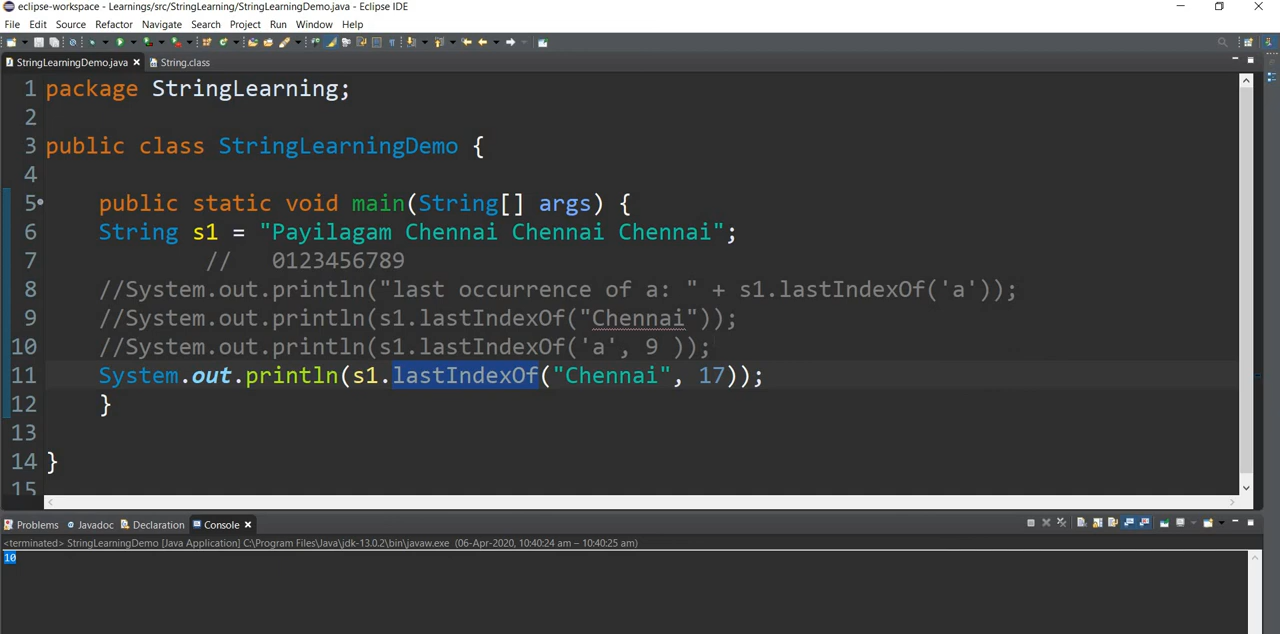 eclipse-workspace - Learnings/src/StringLearning/StringLearningDemo.java - Eclipse IDE
File Edit Source Refactor Navigate Search Project Run Window Help
StringLearningDemo.java String.class
1 package StringLearning;
2
3 public class StringLearningDemo {
4
5 public static void main(String[] args) {
6 String s1 = "Payilagam Chennai Chennai Chennai";
7 // 0123456789
8 //System.out.println("last occurrence of a: " + s1.lastIndexOf('a'));
9 //System.out.println(s1.lastIndexOf("Chennai"));
10 //System.out.println(s1.lastIndexOf('a', 9 ));
11 System.out.println(s1.lastIndexOf("Chennai", 17));
12 }
13
14 }
15
Problems Javadoc Declaration Console
<terminated> StringLearningDemo [Java Application] C:\Program Files\Java\jdk-13.0.2\bin\javaw.exe (06-Apr-2020, 10:40:24 am – 10:40:25 am)
10